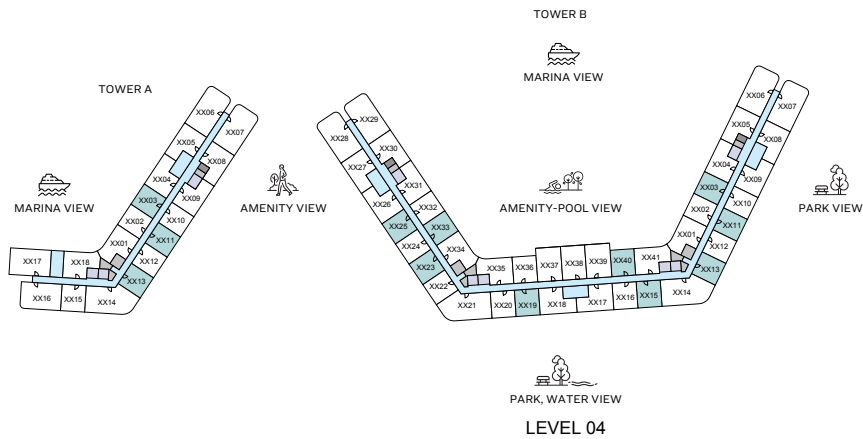 TOWER B
MARINA VIEW
TOWER A
XX06
XX07
XX05
XX08
XX04
XX09
XX03
XX10
XX02
XX11
XX01
XX12
XX13
XX17
XX18
XX16
XX15
XX14
MARINA VIEW
AMENITY VIEW
XX28
XX29
XX27
XX30
XX26
XX31
XX25
XX32
XX24
XX33
XX23
XX34
XX22
XX21
XX35
XX36
XX37
XX38
XX39
XX40
XX41
XX20
XX19
XX18
XX17
XX16
XX15
XX14
XX06
XX07
XX05
XX08
XX04
XX09
XX03
XX10
XX02
XX11
XX01
XX12
XX13
AMENITY-POOL VIEW
PARK VIEW
PARK, WATER VIEW
LEVEL 04